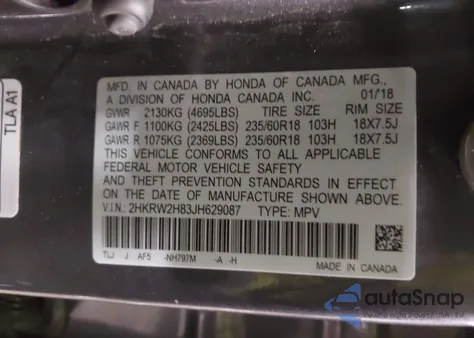 MFD. IN CANADA BY HONDA OF CANADA MFG.,
A DIVISION OF HONDA CANADA INC. 01/18
GVWR 2130KG (4695LBS) TIRE SIZE RIM SIZE
GAWR F 1100KG (2425LBS) 235/60R18 103H 18X7.5J
GAWR R 1075KG (2369LBS) 235/60R18 103H 18X7.5J
THIS VEHICLE CONFORMS TO ALL APPLICABLE
FEDERAL MOTOR VEHICLE SAFETY
AND THEFT PREVENTION STANDARDS IN EFFECT
ON THE DATE OF MANUFACTURE SHOWN ABOVE.
V.I.N.: 2HKRW2H83JH629087 TYPE: MPV
TLJ J AF5 -NH797M -A -H
MADE IN CANADA
TLA A1
autoSnap